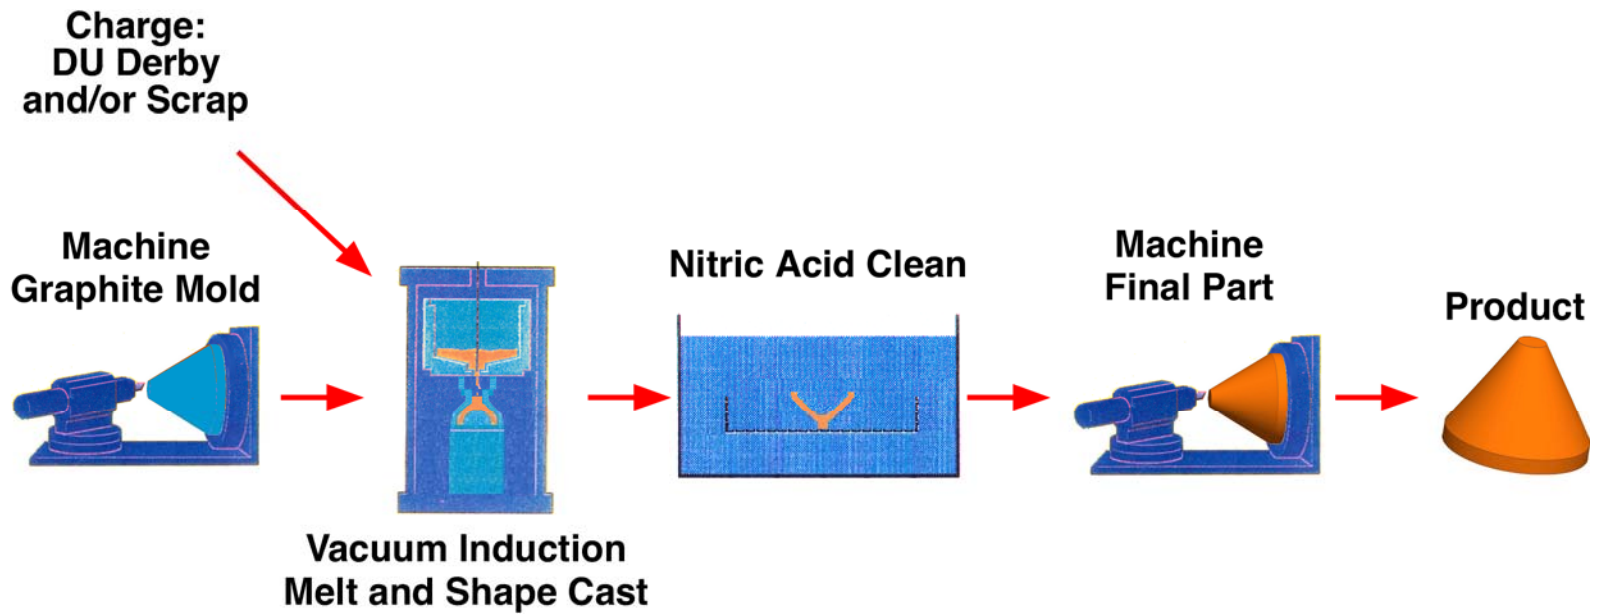 Charge:
DU Derby
and/or Scrap
Machine
Graphite Mold
Vacuum Induction
Melt and Shape Cast
Nitric Acid Clean
Machine
Final Part
Product